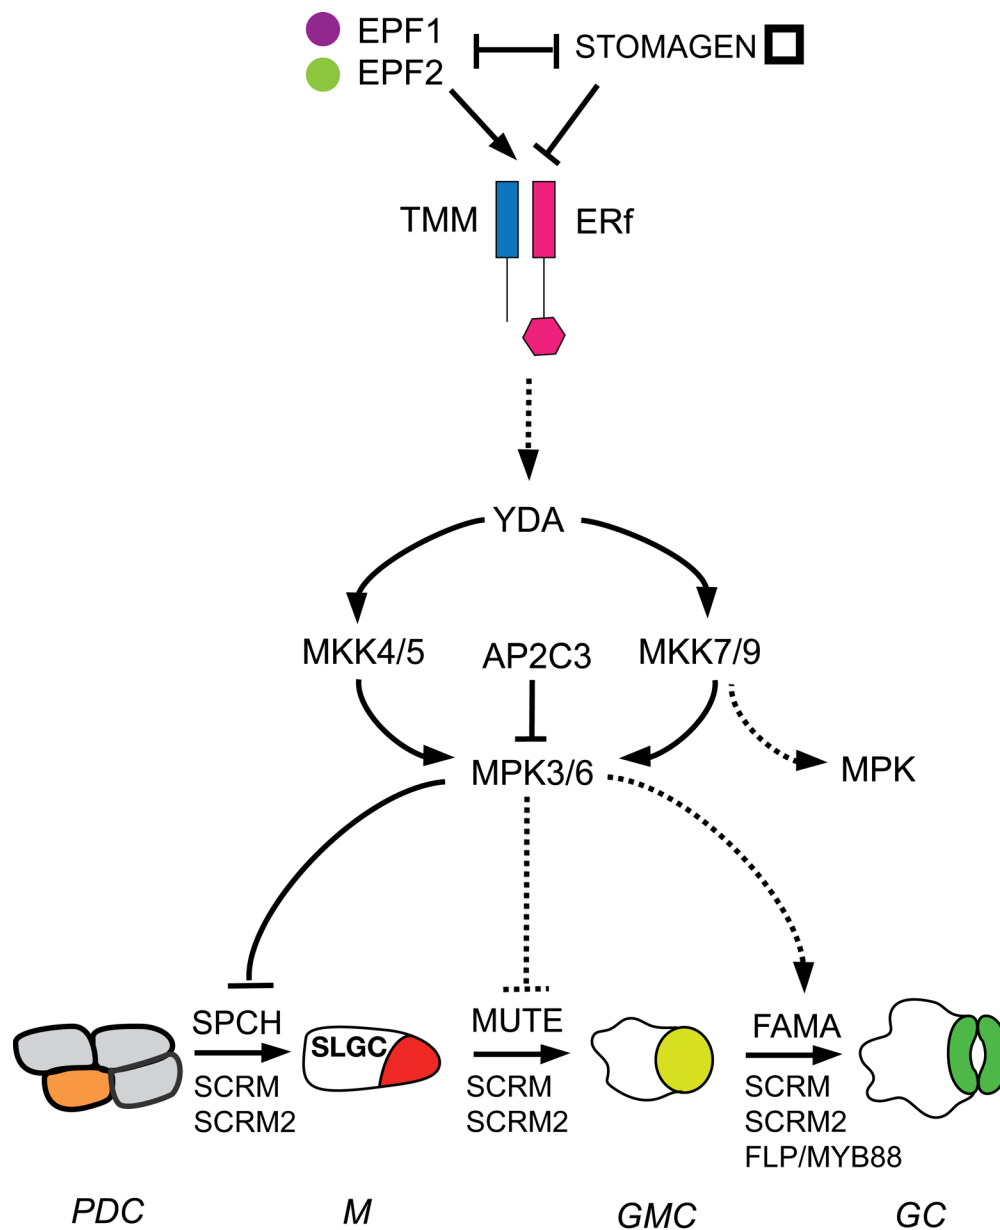 EPF1
EPF2
STOMAGEN
TMM
ERf
YDA
MKK4/5
AP2C3
MKK7/9
MPK3/6
MPK
SPCH
SCRM
SCRM2
SLGC
MUTE
SCRM
SCRM2
FAMA
SCRM
SCRM2
FLP/MYB88
PDC
M
GMC
GC